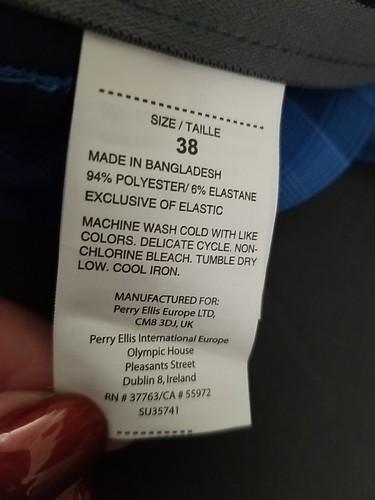 SIZE / TAILLE
38
MADE IN BANGLADESH
94% POLYESTER/ 6% ELASTANE
EXCLUSIVE OF ELASTIC
MACHINE WASH COLD WITH LIKE
COLORS. DELICATE CYCLE. NON-
CHLORINE BLEACH. TUMBLE DRY
LOW. COOL IRON.
MANUFACTURED FOR:
Perry Ellis Europe LTD,
CM8 3DJ, UK
Perry Ellis International Europe
Olympic House
Pleasants Street
Dublin 8, Ireland
RN # 37763/CA # 55972
SU35741